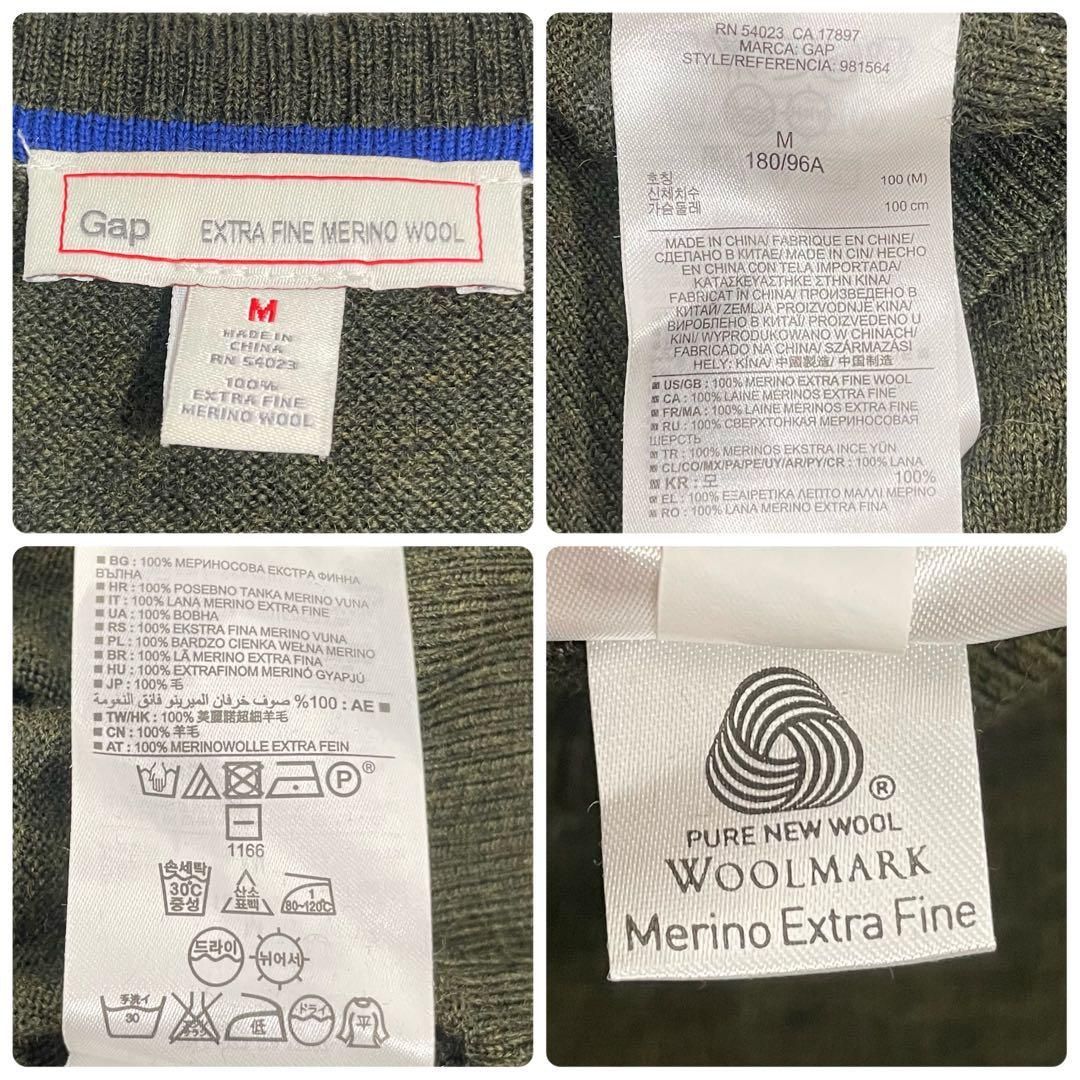 Gap EXTRA FINE MERINO WOOL
M
MADE IN
CHINA
RN 54023
100%
EXTRA FINE
MERINO WOOL
RN 54023 CA 17897
MARCA: GAP
STYLE/REFERENCIA: 981564
M
180/96A
호칭 100 (M)
신체치수
가슴둘레 100 cm
MADE IN CHINA/ FABRIQUE EN CHINE/
СДЕЛАНО В КИТАЕ/ MADE IN CIN/ HECHO
EN CHINA CON TELA IMPORTADA/
ΚΑΤΑΣΚΕΥΑΣΤΗΚΕ ΣΤΗΝ ΚΙΝΑ/
FABRICAT ÎN CHINA/ ПРОИЗВЕДЕНО В
КИТАЙ/ ZEMLJA PROIZVODNJE KINA/
ВИРОБЛЕНО В КИТАЇ/ PROIZVEDENO U
KINI/ WYPRODUKOWANO W CHINACH/
FABRICADO NA CHINA/ SZÁRMAZÁSI
HELY: KÍNA/ 中國製造/ 中国制造
US/GB : 100% MERINO EXTRA FINE WOOL
CA : 100% LAINE MERINOS EXTRA FINE
FR/MA : 100% LAINE MERINOS EXTRA FINE
RU : 100% СВЕРХТОНКАЯ МЕРИНОСОВАЯ
ШЕРСТЬ
TR : 100% MERINOS EKSTRA INCE YÜN
CL/CO/MX/PA/PE/UY/AR/PY/CR : 100% LANA
KR : 모 100%
EL : 100% ΕΞΑΙΡΕΤΙΚΑ ΛΕΠΤΟ ΜΑΛΛΙ ΜΕΡΙΝΟ
RO : 100% LANA MERINO EXTRA FINA
BG : 100% МЕРИНОСОВА ЕКСТРА ФИННА
ВЪЛНА
HR : 100% POSEBNO TANKA MERINO VUNA
IT : 100% LANA MERINO EXTRA FINE
UA : 100% ВОВНА
RS : 100% EKSTRA FINA MERINO VUNA
PL : 100% BARDZO CIENKA WEŁNA MERINO
BR : 100% LÃ MERINO EXTRA FINA
HU : 100% EXTRAFINOM MERINÓ GYAPJÚ
JP : 100% 毛
AE : 100% صوف خرفان الميرينو فائق النعومة
TW/HK : 100% 美麗諾超細羊毛
CN : 100% 羊毛
AT : 100% MERINOWOLLE EXTRA FEIN
P ®
1166
손세탁
30℃
중성
산소
표백
1
80~120℃
드라이
뉘어서
手洗イ
30
低
ドライ
平
®
PURE NEW WOOL
WOOLMARK
Merino Extra Fine